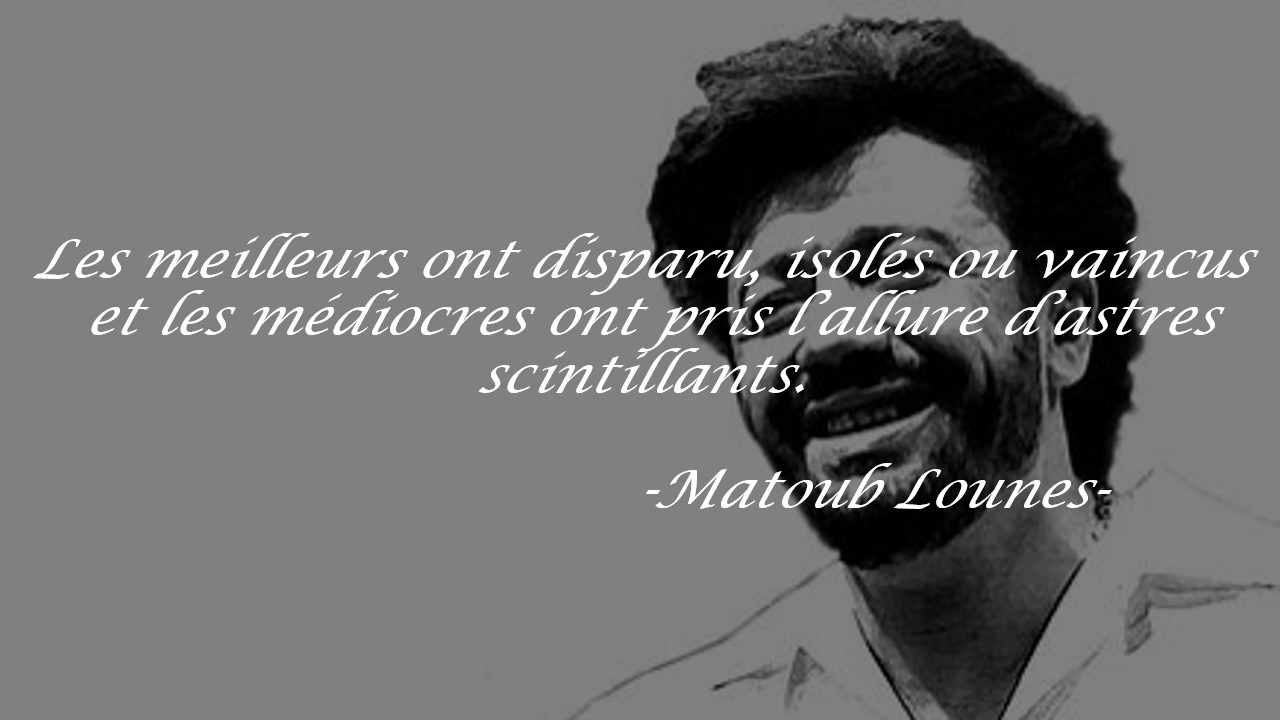 Les meilleurs ont disparu, isolés ou vaincus
et les médiocres ont pris l'allure d'astres
scintillants.
-Matoub Lounes-